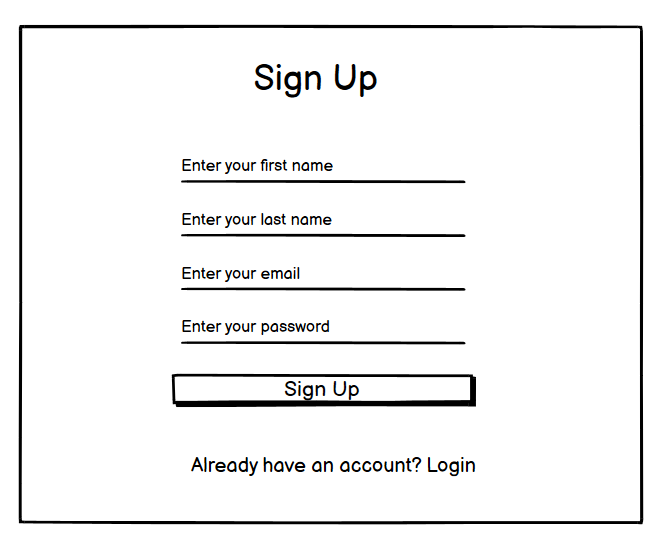 Sign Up
Enter your first name
Enter your last name
Enter your email
Enter your password
Sign Up
Already have an account? Login